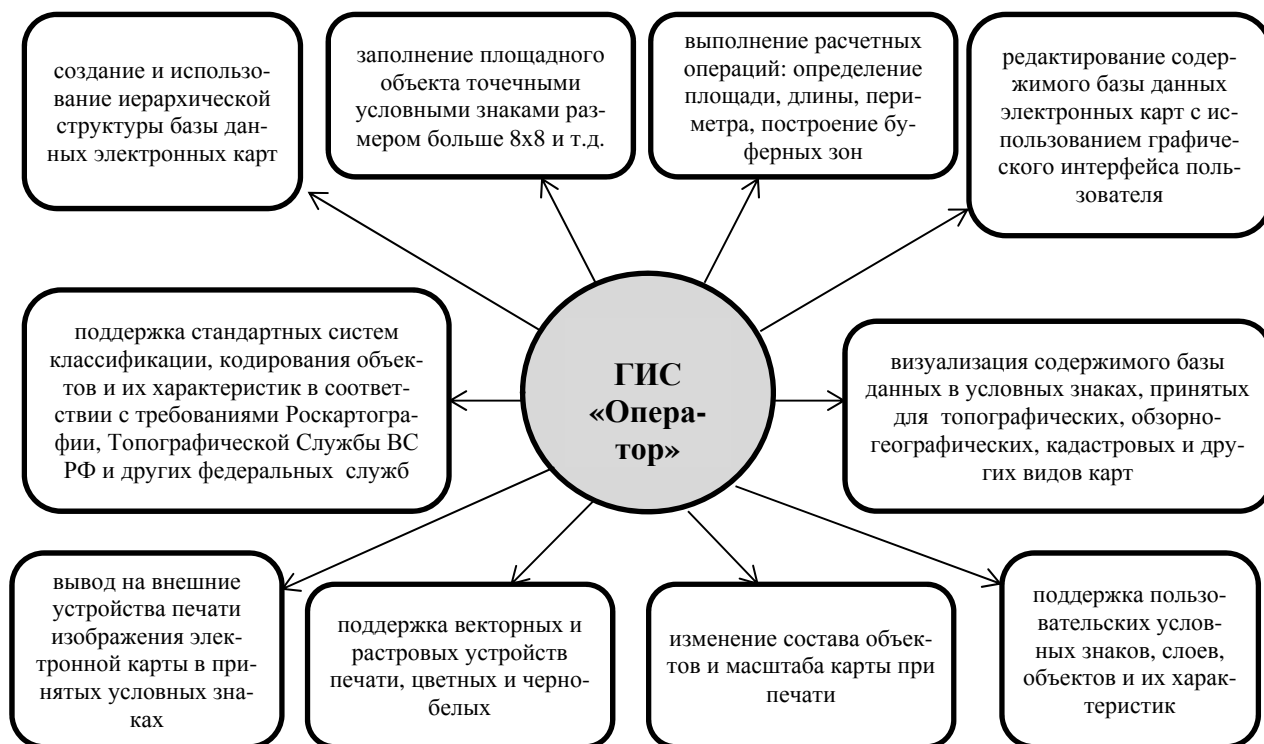 создание и использо-
вание иерархической
структуры базы дан-
ных электронных карт
заполнение площадного
объекта точечными
условными знаками раз-
мером больше 8х8 и т.д.
выполнение расчетных
операций: определение
площади, длины, пери-
метра, построение бу-
ферных зон
редактирование содер-
жимого базы данных
электронных карт с ис-
пользованием графиче-
ского интерфейса поль-
зователя
поддержка стандартных систем
классификации, кодирования объек-
тов и их характеристик в соответ-
ствии с требованиями Роскартогра-
фии, Топографической Службы ВС
РФ и других федеральных служб
ГИС
«Опера-
тор»
визуализация содержимого базы
данных в условных знаках, принятых
для топографических, обзорно-
географических, кадастровых и дру-
гих видов карт
вывод на внешние
устройства печати
изображения элек-
тронной карты в при-
нятых условных зна-
ках
поддержка векторных и
растровых устройств
печати, цветных и черно-
белых
изменение состава объек-
тов и масштаба карты при
печати
поддержка пользо-
вательских услов-
ных знаков, слоев,
объектов и их харак-
теристик